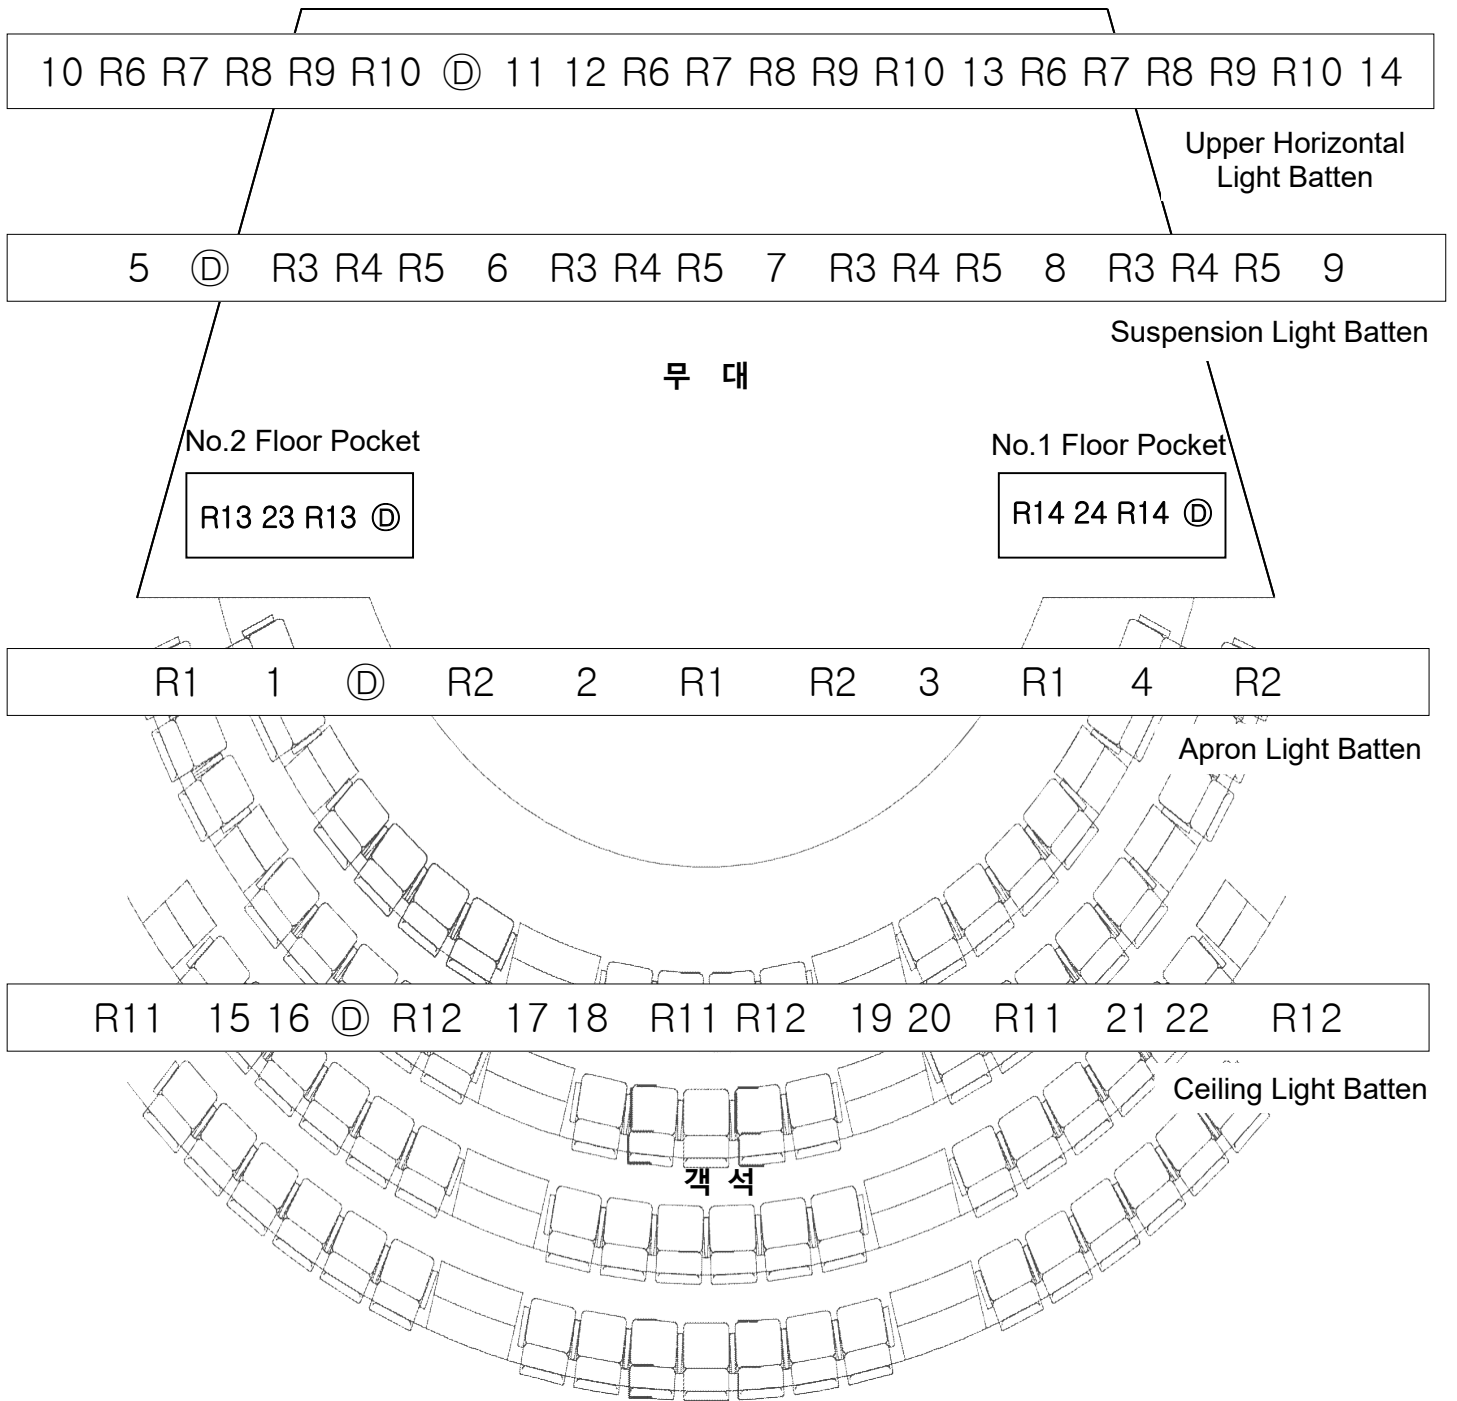 10 R6 R7 R8 R9 R10 Ⓓ 11 12 R6 R7 R8 R9 R10 13 R6 R7 R8 R9 R10 14
Upper Horizontal
Light Batten
5 Ⓓ R3 R4 R5 6 R3 R4 R5 7 R3 R4 R5 8 R3 R4 R5 9
Suspension Light Batten
무 대
No.2 Floor Pocket
R13 23 R13 Ⓓ
No.1 Floor Pocket
R14 24 R14 Ⓓ
R1 1 Ⓓ R2 2 R1 R2 3 R1 4 R2
Apron Light Batten
R11 15 16 Ⓓ R12 17 18 R11 R12 19 20 R11 21 22 R12
Ceiling Light Batten
객 석